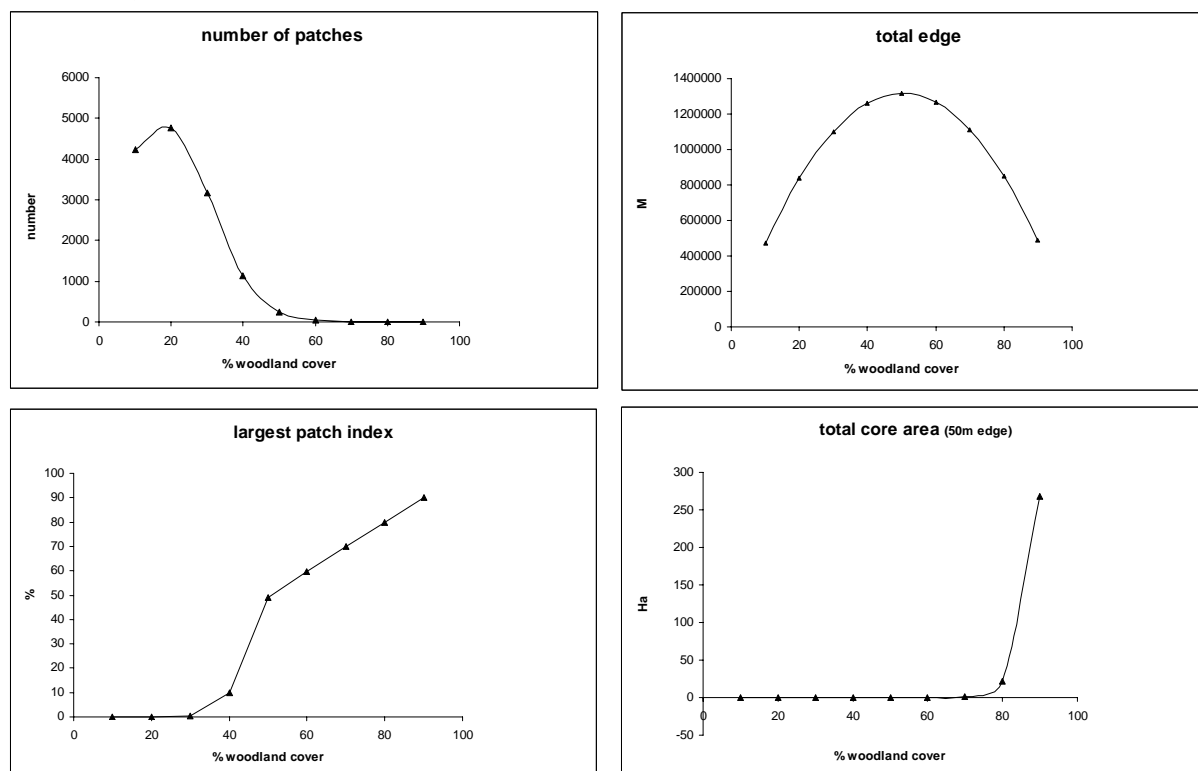 number of patches
6000
5000
4000
3000
2000
1000
0
number
0 20 40 60 80 100
% woodland cover
total edge
1400000
1200000
1000000
800000
600000
400000
200000
0
M
0 20 40 60 80 100
% woodland cover
largest patch index
100
90
80
70
60
50
40
30
20
10
0
%
0 20 40 60 80 100
% woodland cover
total core area (50m edge)
300
250
200
150
100
50
0
-50
Ha
0 20 40 60 80 100
% woodland cover